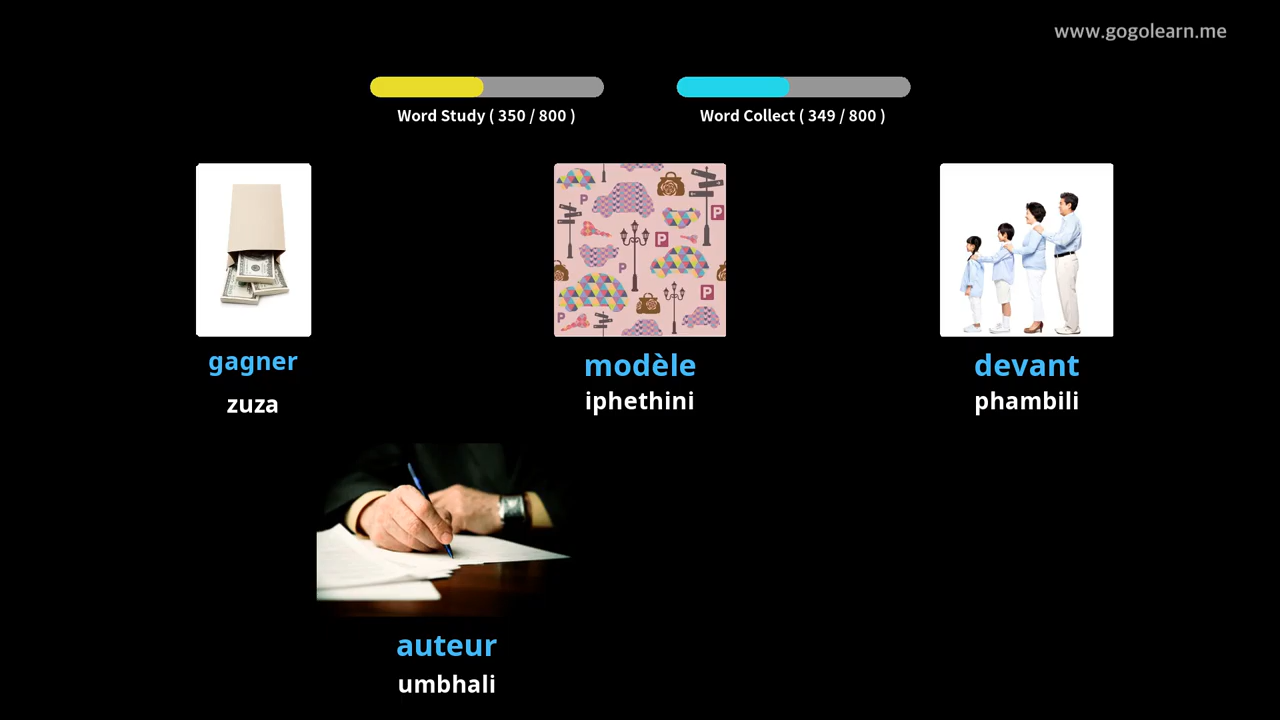 www.gogolearn.me
Word Study ( 350 / 800 )
Word Collect ( 349 / 800 )
P
P
P
P
P
P
gagner
zuza
modèle
iphethini
devant
phambili
auteur
umbhali